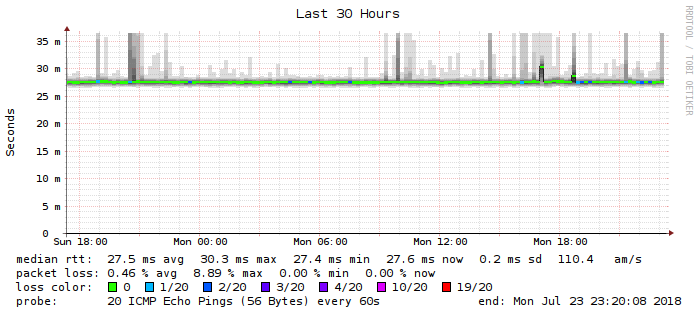 Last 30 Hours
RRDTOOL / TOBI OETIKER
Seconds
35 m
30 m
25 m
20 m
15 m
10 m
5 m
0
Sun 18:00 Mon 00:00 Mon 06:00 Mon 12:00 Mon 18:00
median rtt: 27.5 ms avg 30.3 ms max 27.4 ms min 27.6 ms now 0.2 ms sd 110.4 am/s
packet loss: 0.46 % avg 8.89 % max 0.00 % min 0.00 % now
loss color: 0 1/20 2/20 3/20 4/20 10/20 19/20
probe: 20 ICMP Echo Pings (56 Bytes) every 60s end: Mon Jul 23 23:20:08 2018